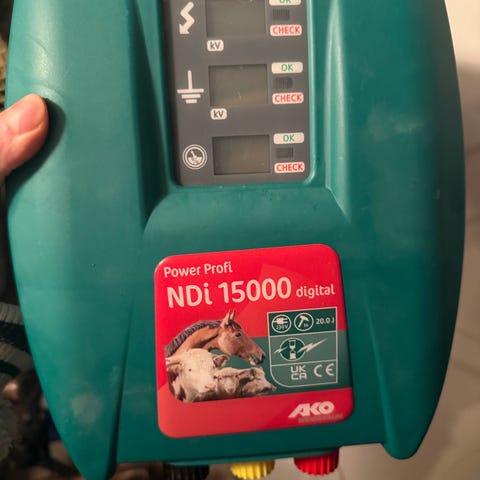 OK
CHECK
kV
OK
CHECK
kV
OK
CHECK
Power Profi
NDi 15000 digital
230V
20.0 J
UK
CA
CE
AKO